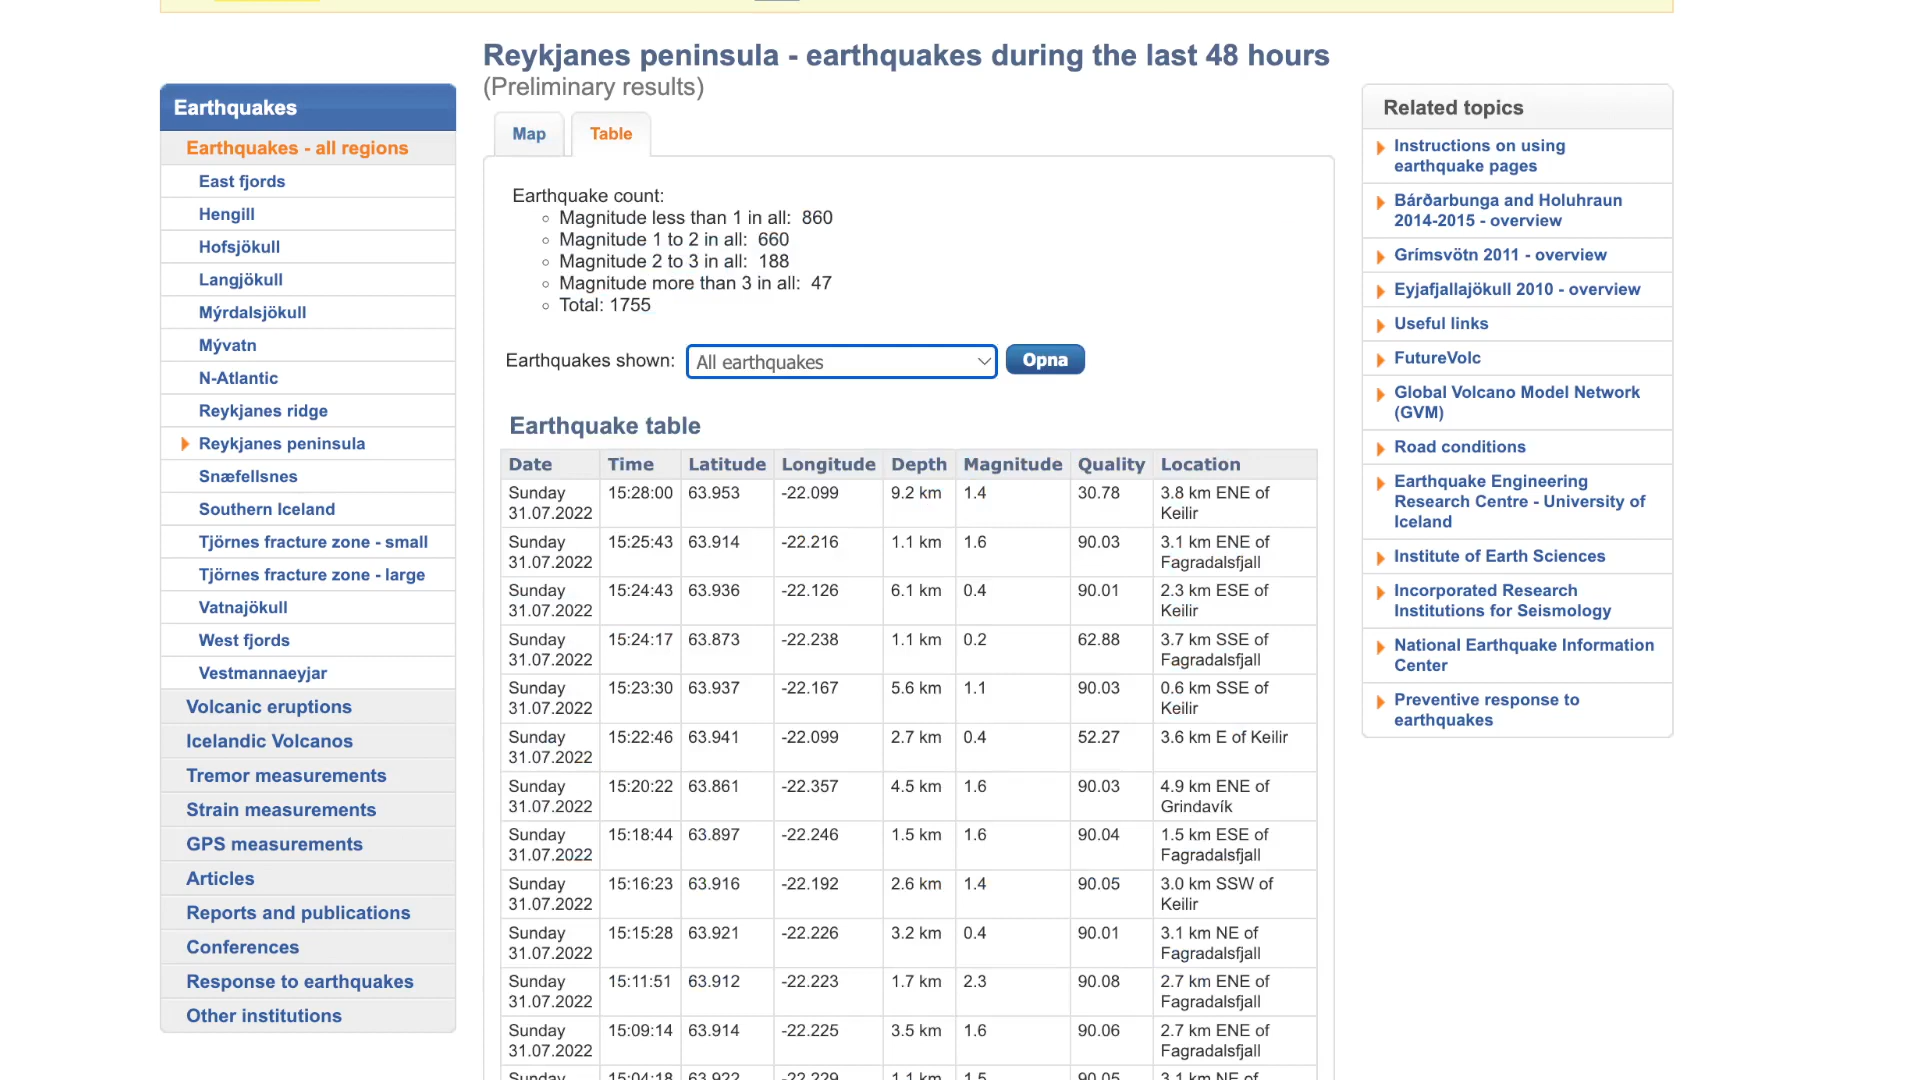 Reykjanes peninsula - earthquakes during the last 48 hours
(Preliminary results)
Earthquakes
Earthquakes - all regions
East fjords
Hengill
Hofsjökull
Langjökull
Mýrdalsjökull
Mývatn
N-Atlantic
Reykjanes ridge
Reykjanes peninsula
Snæfellsnes
Southern Iceland
Tjörnes fracture zone - small
Tjörnes fracture zone - large
Vatnajökull
West fjords
Vestmannaeyjar
Volcanic eruptions
Icelandic Volcanos
Tremor measurements
Strain measurements
GPS measurements
Articles
Reports and publications
Conferences
Response to earthquakes
Other institutions
Map Table
Earthquake count:
Magnitude less than 1 in all: 860
Magnitude 1 to 2 in all: 660
Magnitude 2 to 3 in all: 188
Magnitude more than 3 in all: 47
Total: 1755
Earthquakes shown: All earthquakes Opna
Earthquake table
Date Time Latitude Longitude Depth Magnitude Quality Location
Sunday 15:28:00 63.953 -22.099 9.2 km 1.4 30.78 3.8 km ENE of
31.07.2022 Keilir
Sunday 15:25:43 63.914 -22.216 1.1 km 1.6 90.03 3.1 km ENE of
31.07.2022 Fagradalsfjall
Sunday 15:24:43 63.936 -22.126 6.1 km 0.4 90.01 2.3 km ESE of
31.07.2022 Keilir
Sunday 15:24:17 63.873 -22.238 1.1 km 0.2 62.88 3.7 km SSE of
31.07.2022 Fagradalsfjall
Sunday 15:23:30 63.937 -22.167 5.6 km 1.1 90.03 0.6 km SSE of
31.07.2022 Keilir
Sunday 15:22:46 63.941 -22.099 2.7 km 0.4 52.27 3.6 km E of Keilir
31.07.2022
Sunday 15:20:22 63.861 -22.357 4.5 km 1.6 90.03 4.9 km ENE of
31.07.2022 Grindavík
Sunday 15:18:44 63.897 -22.246 1.5 km 1.6 90.04 1.5 km ESE of
31.07.2022 Fagradalsfjall
Sunday 15:16:23 63.916 -22.192 2.6 km 1.4 90.05 3.0 km SSW of
31.07.2022 Keilir
Sunday 15:15:28 63.921 -22.226 3.2 km 0.4 90.01 3.1 km NE of
31.07.2022 Fagradalsfjall
Sunday 15:11:51 63.912 -22.223 1.7 km 2.3 90.08 2.7 km ENE of
31.07.2022 Fagradalsfjall
Sunday 15:09:14 63.914 -22.225 3.5 km 1.6 90.06 2.7 km ENE of
31.07.2022 Fagradalsfjall
Sunday 15:04:18 63.922 -22.229 1.1 km 1.5 90.05 3.1 km NE of
Related topics
Instructions on using
earthquake pages
Bárðarbunga and Holuhraun
2014-2015 - overview
Grímsvötn 2011 - overview
Eyjafjallajökull 2010 - overview
Useful links
FutureVolc
Global Volcano Model Network
(GVM)
Road conditions
Earthquake Engineering
Research Centre - University of
Iceland
Institute of Earth Sciences
Incorporated Research
Institutions for Seismology
National Earthquake Information
Center
Preventive response to
earthquakes